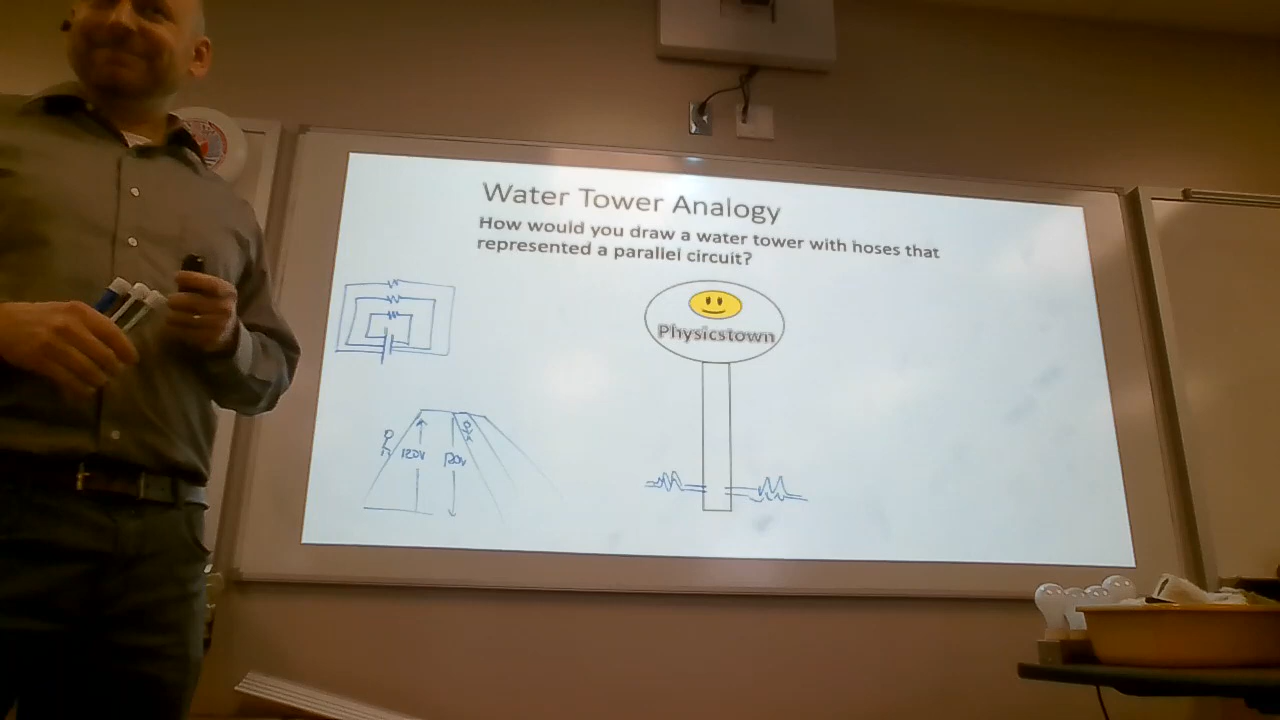 Water Tower Analogy
How would you draw a water tower with hoses that
represented a parallel circuit?
Physicstown
120V 120V